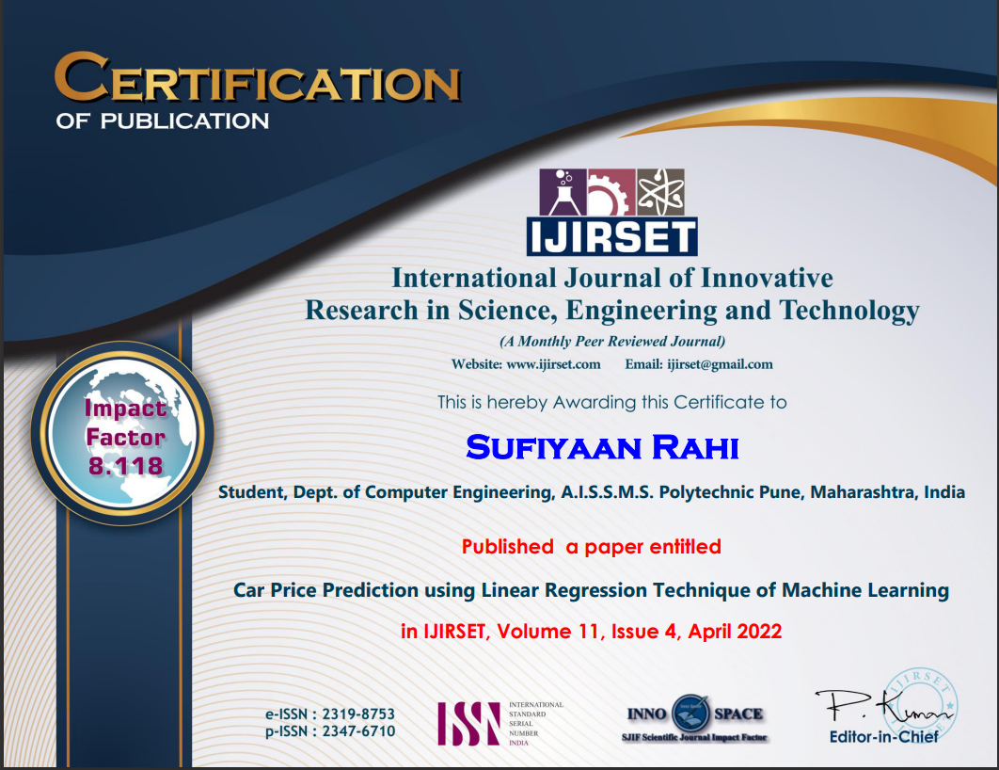 CERTIFICATION
OF PUBLICATION
IJIRSET
International Journal of Innovative
Research in Science, Engineering and Technology
(A Monthly Peer Reviewed Journal)
Website: www.ijirset.com Email: ijirset@gmail.com
This is hereby Awarding this Certificate to
SUFIYAAN RAHI
Student, Dept. of Computer Engineering, A.I.S.S.M.S. Polytechnic Pune, Maharashtra, India
Impact
Factor
8.118
Published a paper entitled
Car Price Prediction using Linear Regression Technique of Machine Learning
in IJIRSET, Volume 11, Issue 4, April 2022
e-ISSN : 2319-8753
p-ISSN : 2347-6710
ISSN
INTERNATIONAL
STANDARD
SERIAL
NUMBER
INDIA
INNO SPACE
SJIF Scientific Journal Impact Factor
IJIRSET
P. Kumar
Editor-in-Chief